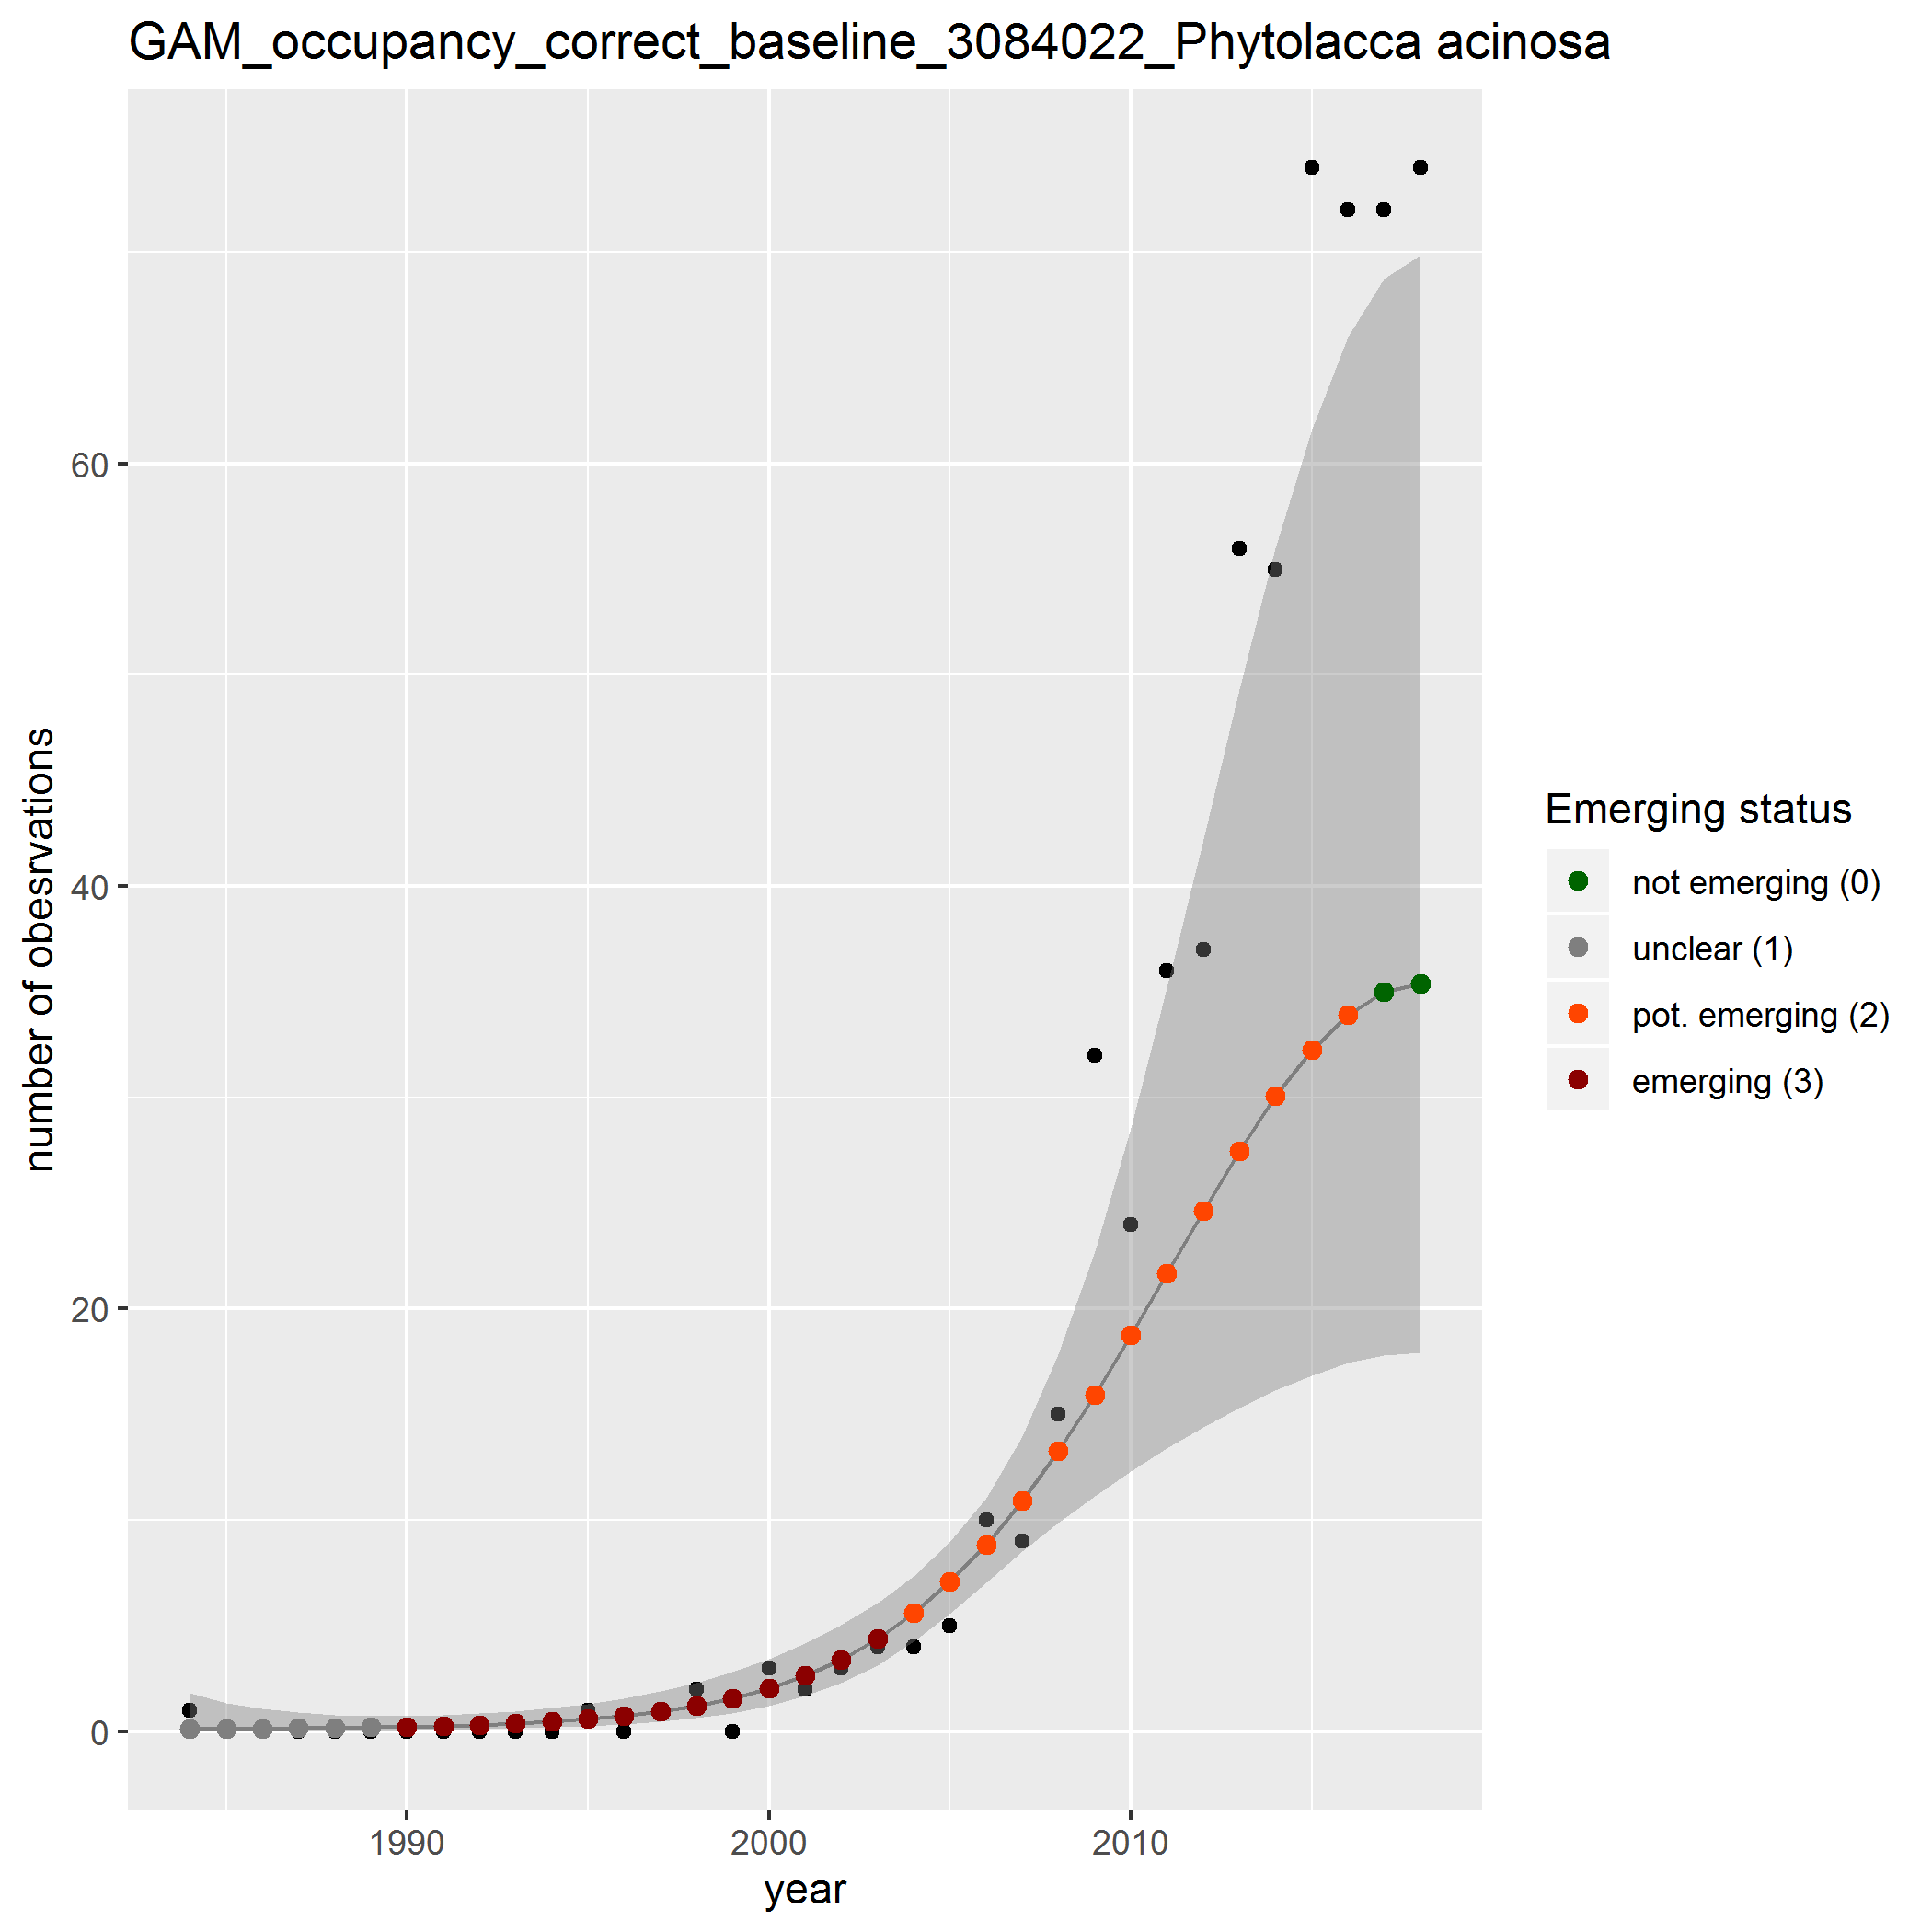 GAM_occupancy_correct_baseline_3084022_Phytolacca acinosa
number of obesrvations
60
40
20
0
1990
2000
2010
year
Emerging status
not emerging (0)
unclear (1)
pot. emerging (2)
emerging (3)